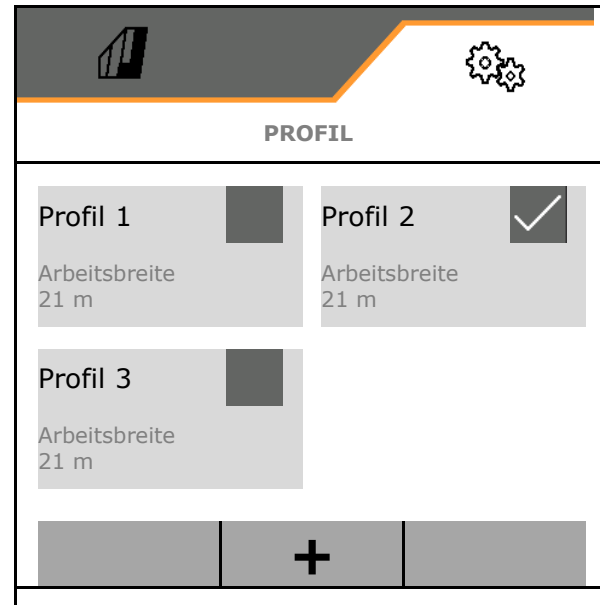 PROFIL
Profil 1
Arbeitsbreite
21 m
Profil 2
Arbeitsbreite
21 m
Profil 3
Arbeitsbreite
21 m
+